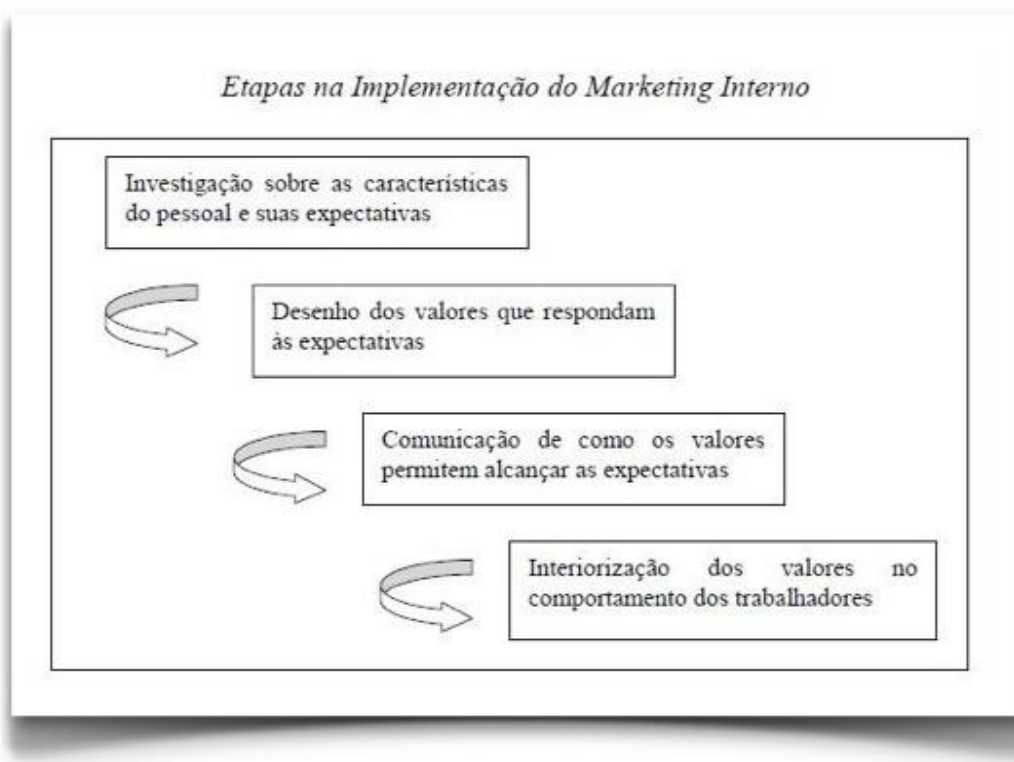 Etapas na Implementação do Marketing Interno
Investigação sobre as características
do pessoal e suas expectativas
Desenho dos valores que respondam
às expectativas
Comunicação de como os valores
permitem alcançar as expectativas
Interiorização dos valores no
comportamento dos trabalhadores